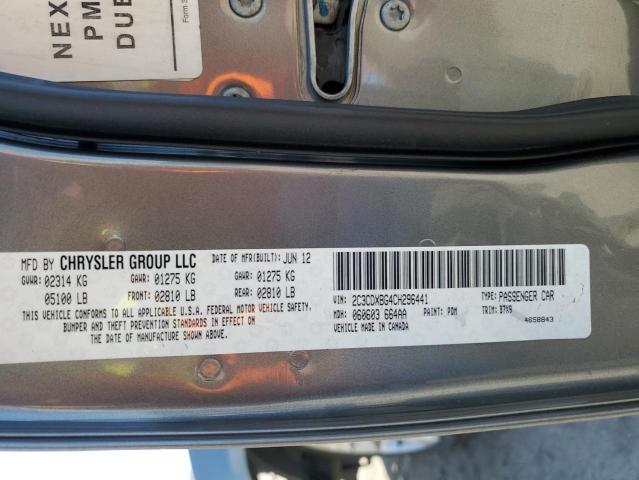 NEX
PM
DUE
Form
MFD BY CHRYSLER GROUP LLC DATE OF MFR(BUILT): JUN 12
GVWR: 02314 KG GAWR: 01275 KG GAWR: 01275 KG
05100 LB FRONT: 02810 LB REAR: 02810 LB
THIS VEHICLE CONFORMS TO ALL APPLICABLE U.S.A. FEDERAL MOTOR VEHICLE SAFETY,
BUMPER AND THEFT PREVENTION STANDARDS IN EFFECT ON
THE DATE OF MANUFACTURE SHOWN ABOVE.
VIN: 2C3CDXBG4CH296441 TYPE: PASSENGER CAR
MDH: 060603 664AA PAINT: PDM TRIM:
VEHICLE MADE IN CANADA 4658843